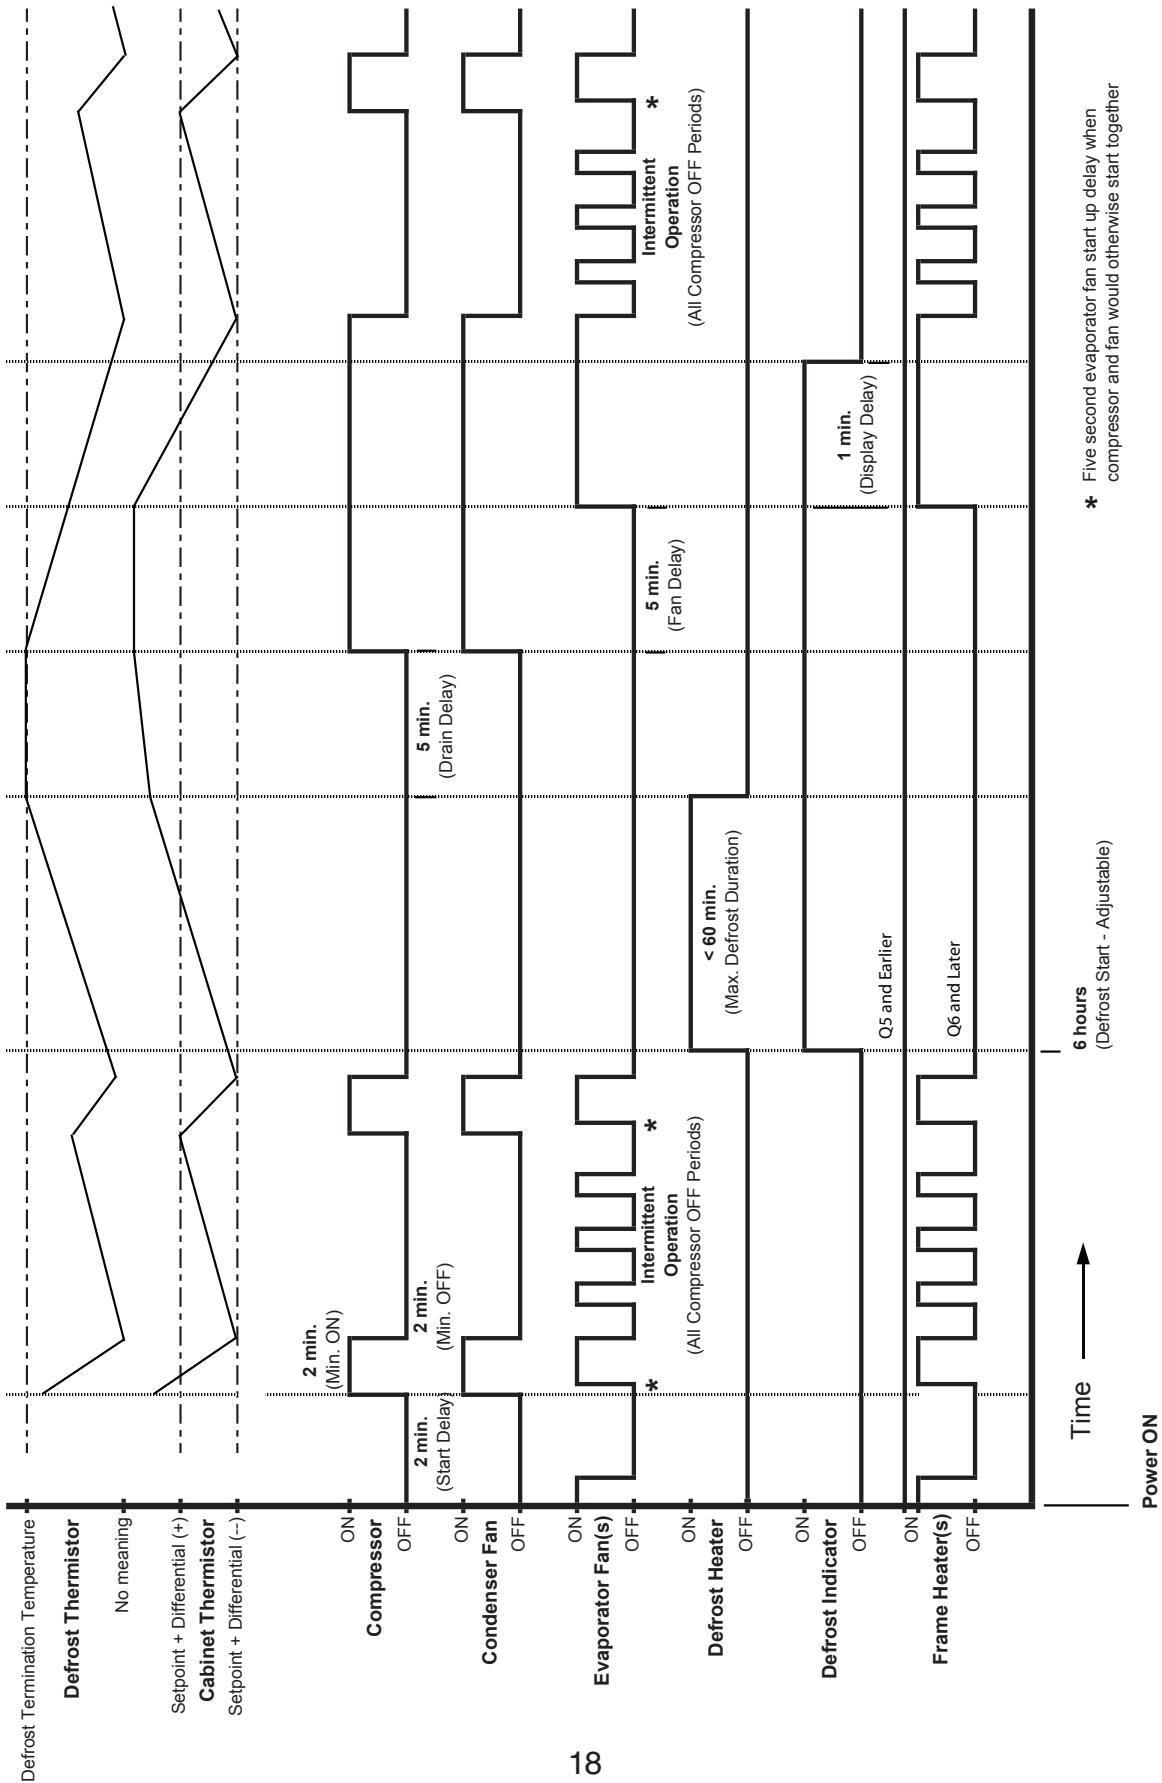 Defrost Termination Temperature
Defrost Thermistor
No meaning
Setpoint + Differential (+)
Cabinet Thermistor
Setpoint + Differential (--)
ON
Compressor
OFF
ON
Condenser Fan
OFF
ON
Evaporator Fan(s)
OFF
ON
Defrost Heater
OFF
ON
Defrost Indicator
OFF
ON
Frame Heater(s)
OFF
2 min.
(Min. ON)
2 min.
(Start Delay)
2 min.
(Min. OFF)
5 min.
(Drain Delay)
*
Intermittent
Operation
(All Compressor OFF Periods)
*
5 min.
(Fan Delay)
Intermittent
Operation
(All Compressor OFF Periods)
*
< 60 min.
(Max. Defrost Duration)
1 min.
(Display Delay)
Q5 and Earlier
Q6 and Later
Time
Power ON
6 hours
(Defrost Start - Adjustable)
* Five second evaporator fan start up delay when
compressor and fan would otherwise start together
18